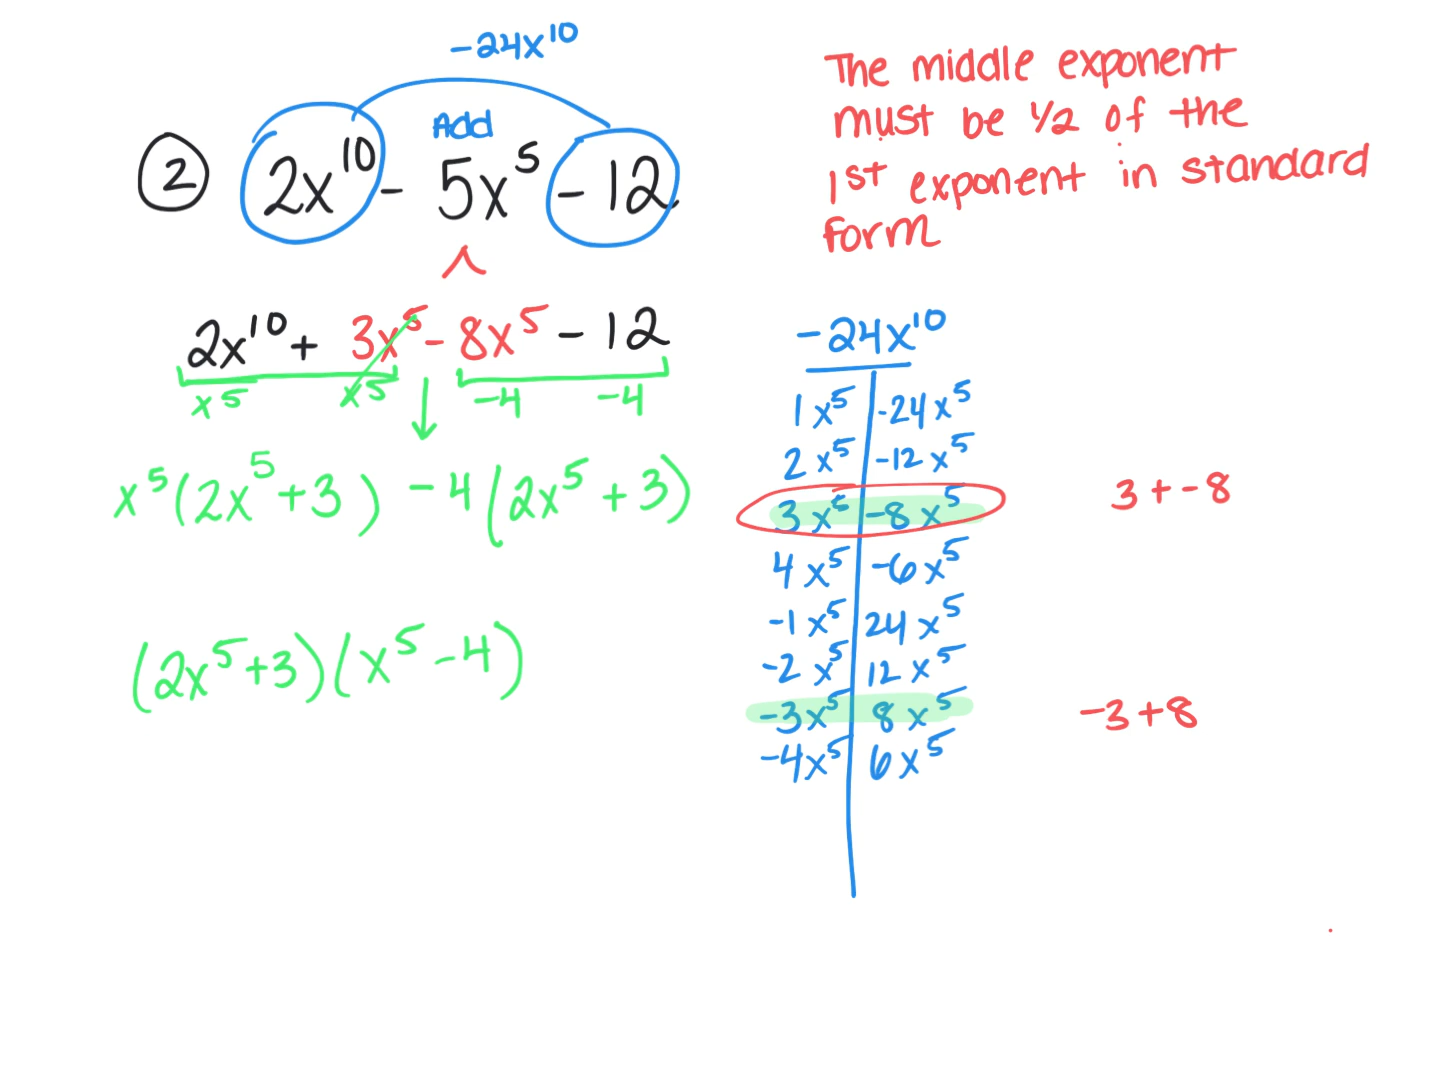 -24x¹⁰
Add
② 2x¹⁰ - 5x⁵ - 12
2x¹⁰ + 3x⁵ - 8x⁵ - 12
x⁵ x⁵ -4 -4
x⁵(2x⁵+3) -4(2x⁵+3)
(2x⁵+3)(x⁵-4)
The middle exponent
must be 1/2 of the
1st exponent in standard
form
-24x¹⁰
1x⁵ -24x⁵
2x⁵ -12x⁵
3x⁵ -8x⁵ 3+-8
4x⁵ -6x⁵
-1x⁵ 24x⁵
-2x⁵ 12x⁵
-3x⁵ 8x⁵ -3+8
-4x⁵ 6x⁵